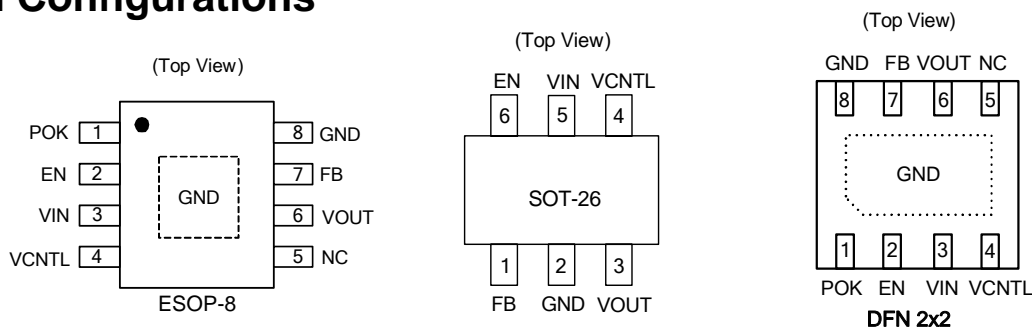 Configurations
(Top View)
POK 1
EN 2
VIN 3
VCNTL 4
8 GND
7 FB
6 VOUT
5 NC
GND
ESOP-8
(Top View)
EN VIN VCNTL
6 5 4
SOT-26
1 2 3
FB GND VOUT
(Top View)
GND FB VOUT NC
8 7 6 5
GND
1 2 3 4
POK EN VIN VCNTL
DFN 2x2